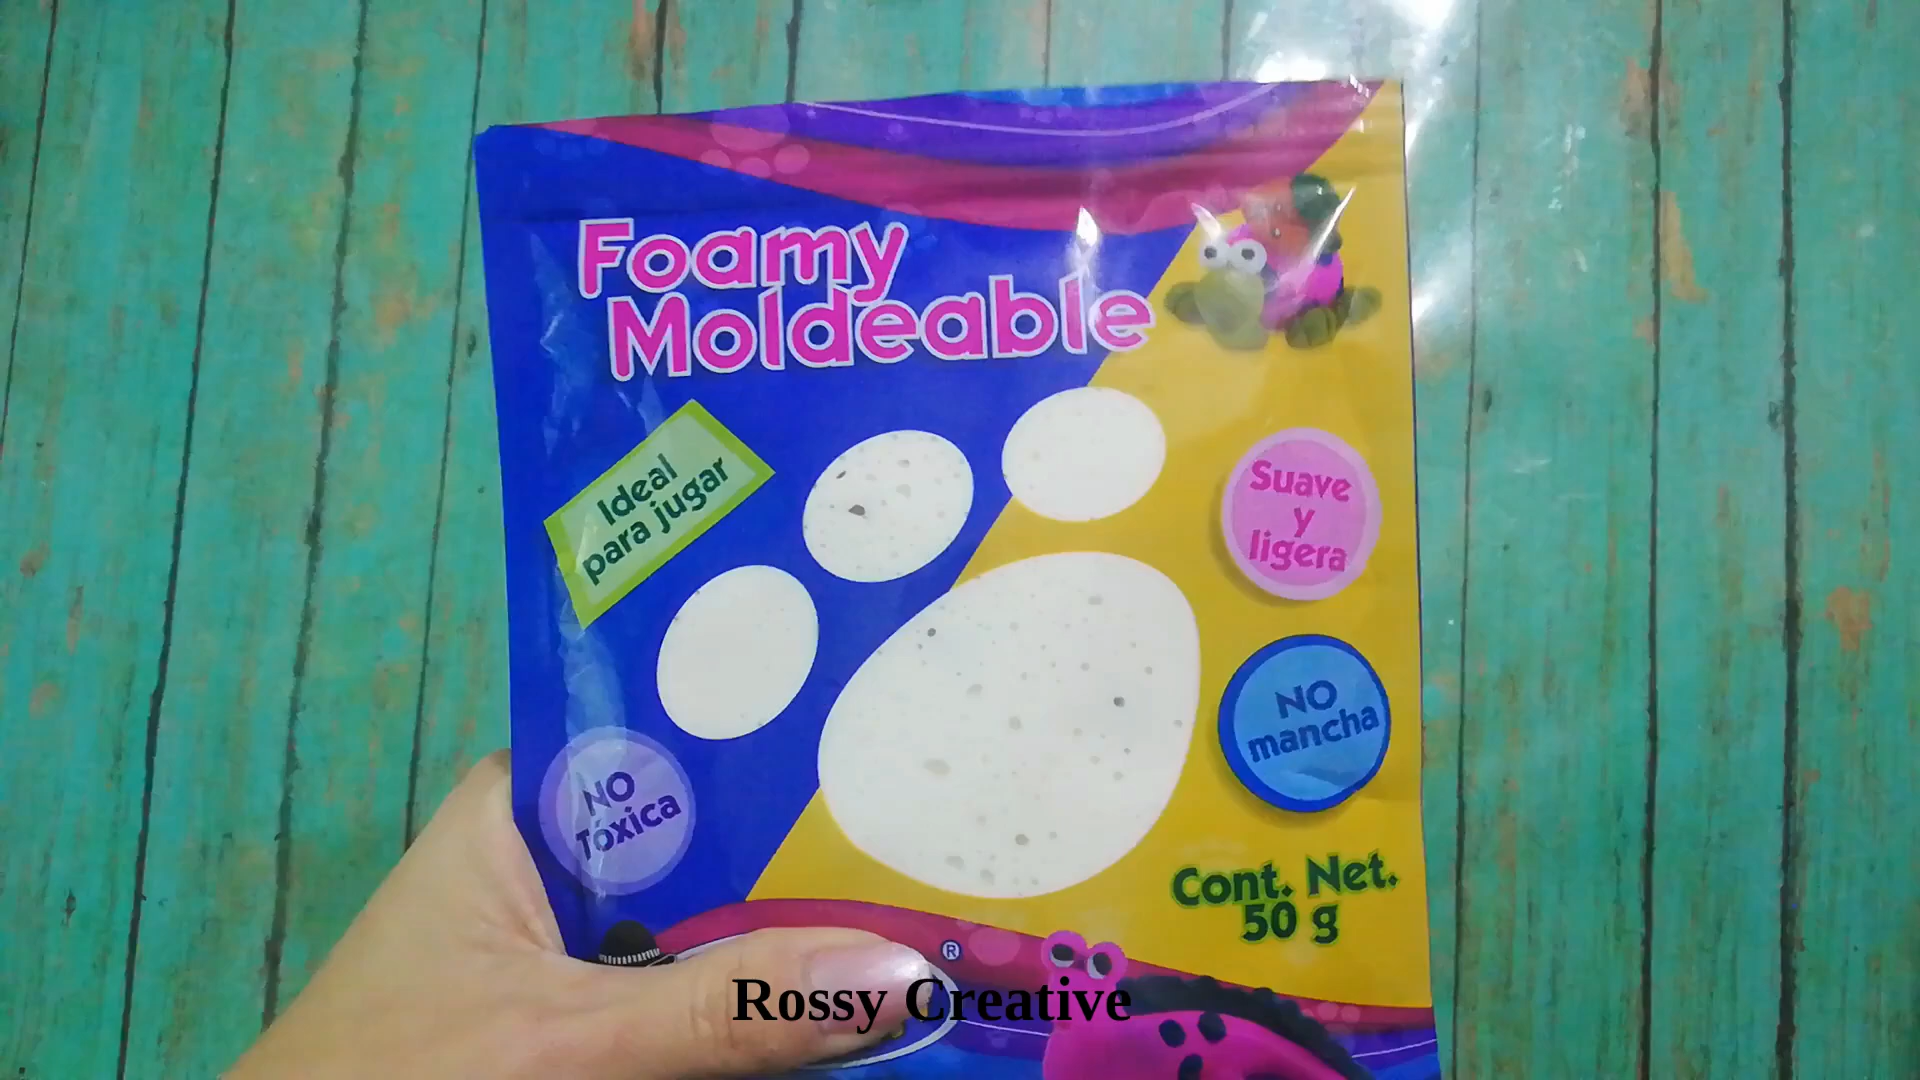 Foamy
Moldeable
Ideal
para jugar
Suave
y
ligera
NO
mancha
NO
Tóxica
Cont. Net.
50 g
®
Rossy Creative